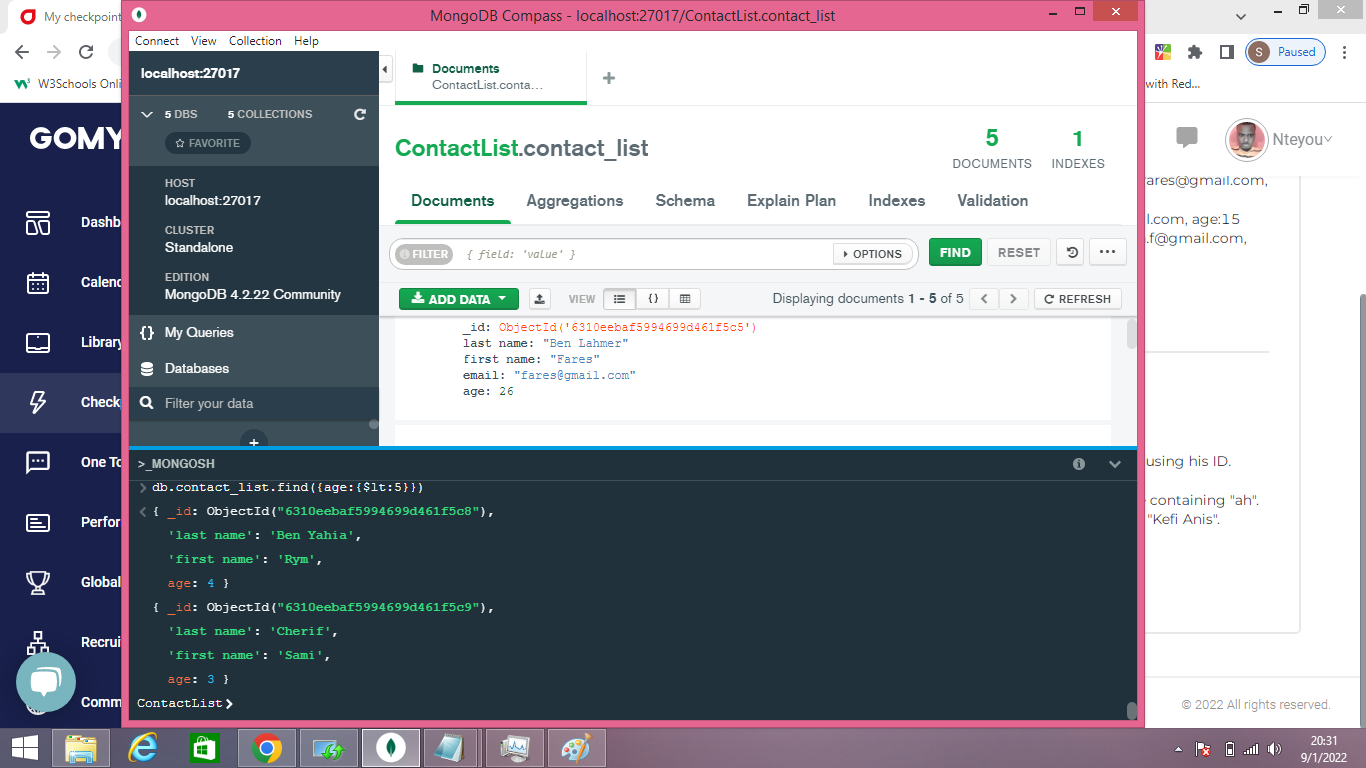 My checkpoint
MongoDB Compass - localhost:27017/ContactList.contact_list
Connect View Collection Help
S Paused
W3Schools Onli
with Red...
localhost:27017
Documents
ContactList.conta...
5 DBS 5 COLLECTIONS
FAVORITE
HOST
localhost:27017
CLUSTER
Standalone
EDITION
MongoDB 4.2.22 Community
{} My Queries
Databases
Filter your data
+
ContactList.contact_list
5
DOCUMENTS
1
INDEXES
Documents Aggregations Schema Explain Plan Indexes Validation
FILTER { field: 'value' } OPTIONS FIND RESET
ADD DATA VIEW {} Displaying documents 1 - 5 of 5 REFRESH
_id: ObjectId('6310eebaf5994699d461f5c5')
last name: "Ben Lahmer"
first name: "Fares"
email: "fares@gmail.com"
age: 26
>_MONGOSH
db.contact_list.find({age:{$lt:5}})
{ _id: ObjectId("6310eebaf5994699d461f5c8"),
'last name': 'Ben Yahia',
'first name': 'Rym',
age: 4 }
{ _id: ObjectId("6310eebaf5994699d461f5c9"),
'last name': 'Cherif',
'first name': 'Sami',
age: 3 }
ContactList>
GOMY
Dashb
Calenc
Library
Check
One To
Perfor
Global
Recrui
Comm
Nteyou
ares@gmail.com,
l.com, age:15
.f@gmail.com,
using his ID.
containing "ah".
"Kefi Anis".
© 2022 All rights reserved.
20:31
9/1/2022